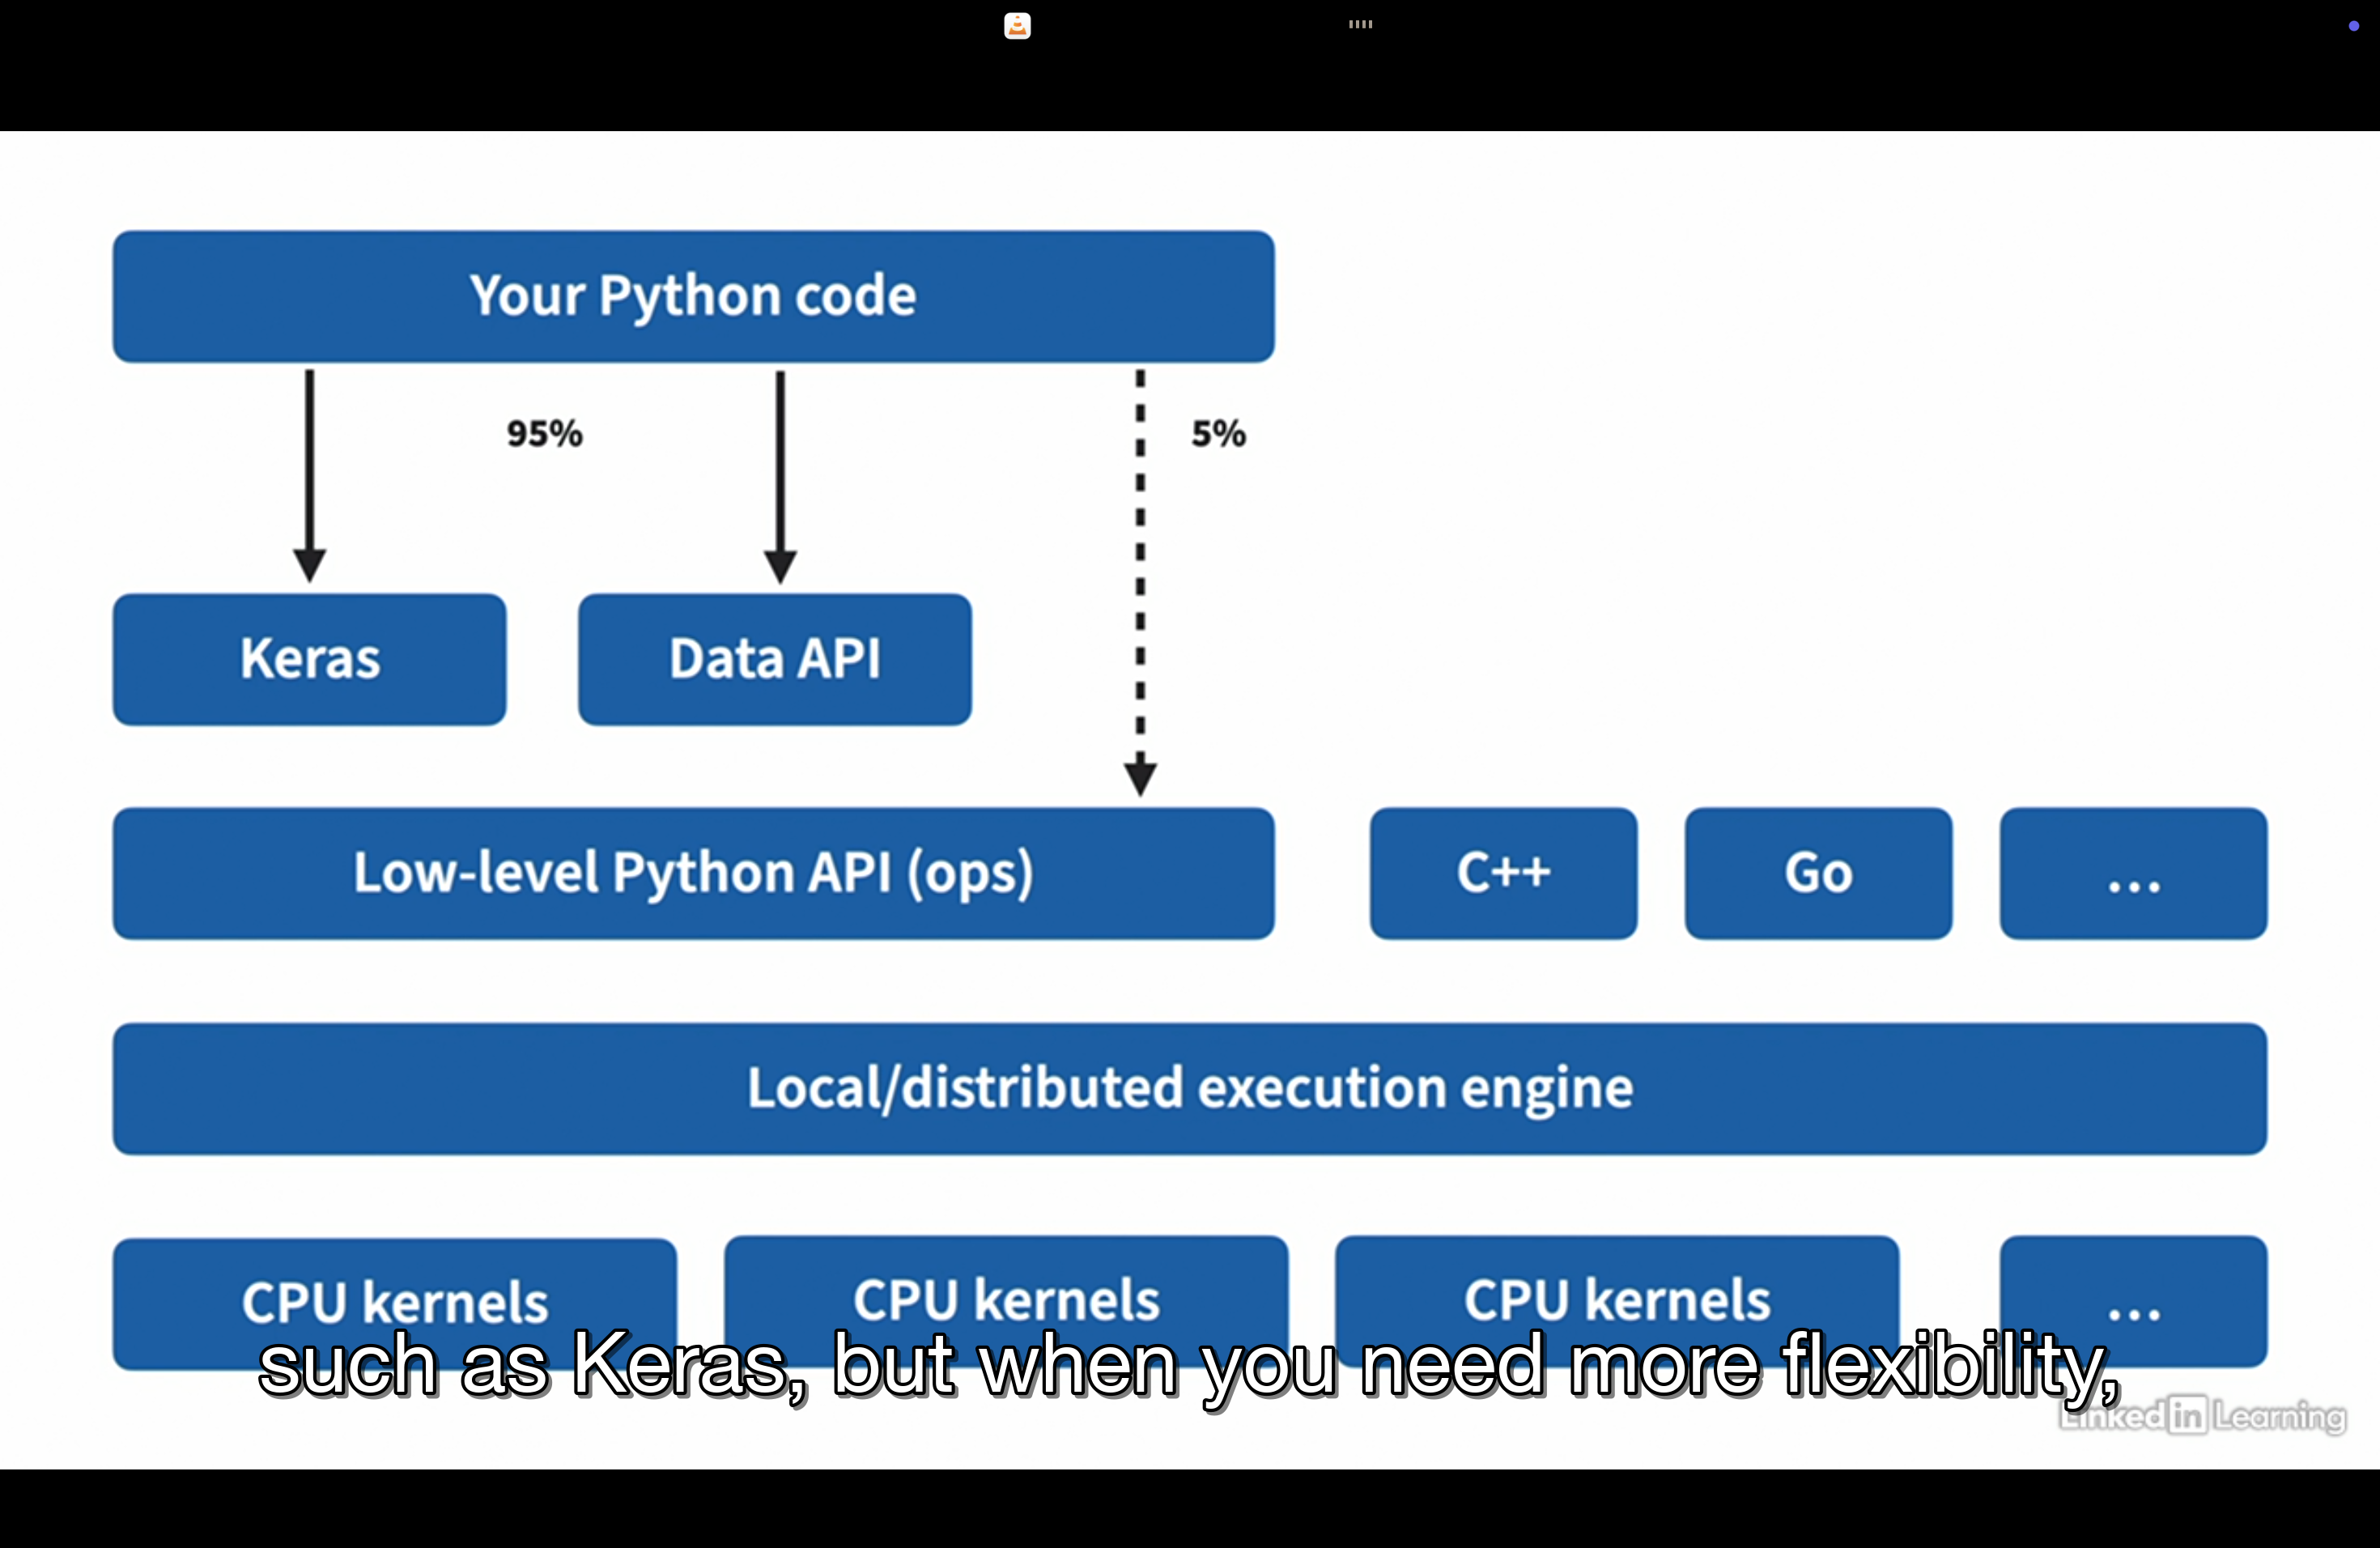 Your Python code
95%
5%
Keras
Data API
Low-level Python API (ops)
C++
Go
...
Local/distributed execution engine
CPU kernels
CPU kernels
CPU kernels
...
such as Keras, but when you need more flexibility,
Linked in Learning